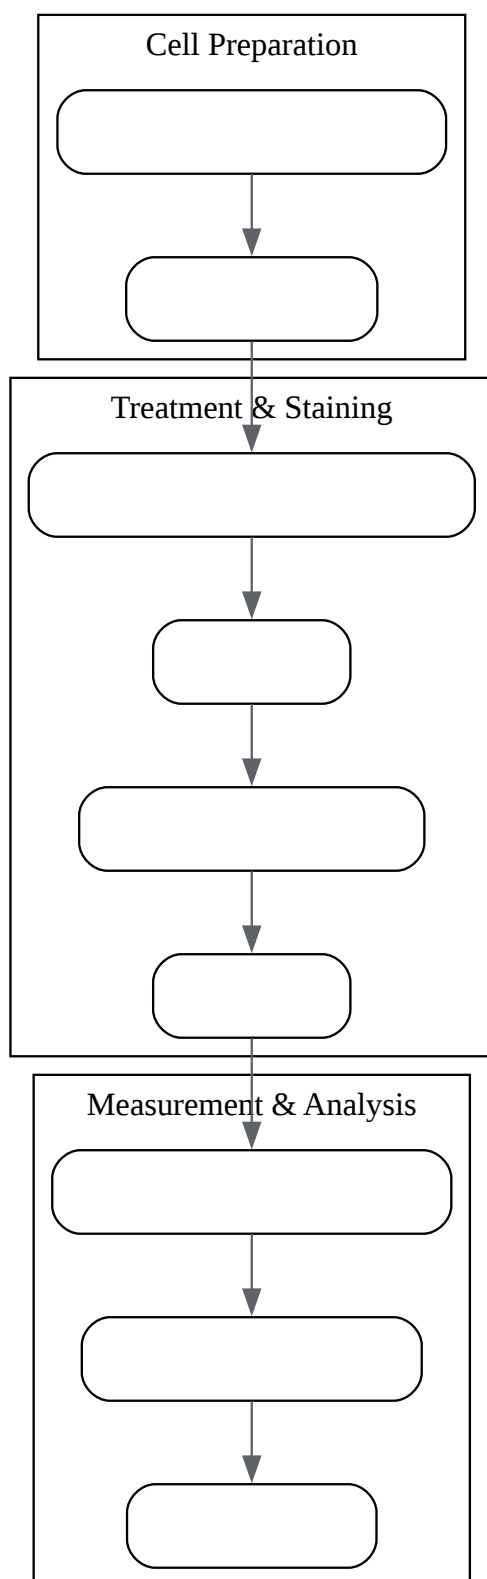 Cell Preparation
Treatment & Staining
Measurement & Analysis